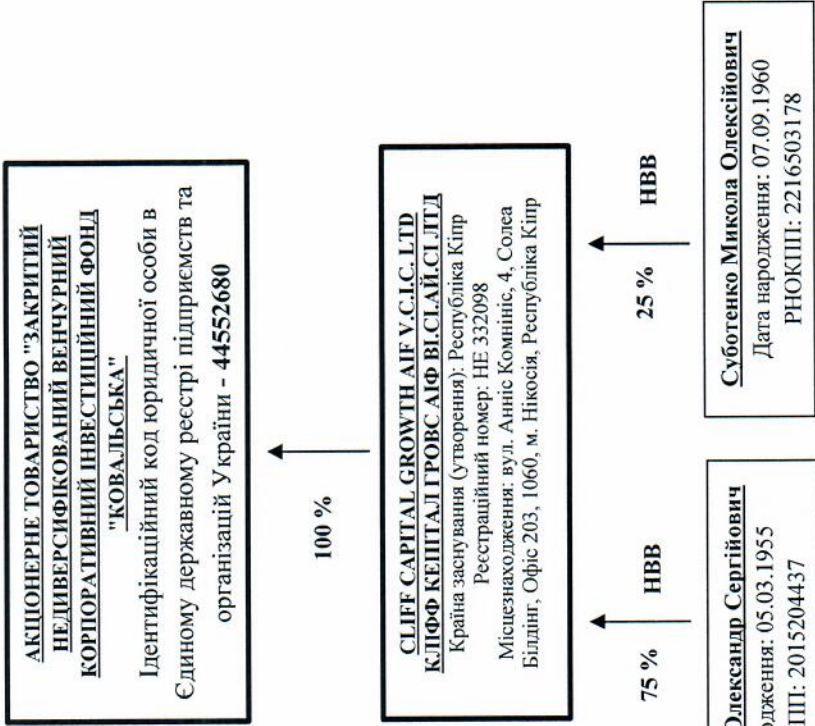 АКЦІОНЕРНЕ ТОВАРИСТВО "ЗАКРИТИЙ
НЕДИВЕРСИФІКОВАНИЙ ВЕНЧУРНИЙ
КОРПОРАТИВНИЙ ІНВЕСТИЦІЙНИЙ ФОНД
"КОВАЛЬСЬКА"
Ідентифікаційний код юридичної особи в
Єдиному державному реєстрі підприємств та
організацій України - 44552680
100 %
CLIFF CAPITAL GROWTH AIF V.C.I.C. LTD
КЛІФФ КЕПІТАЛ ГРОВС АІФ ВІ.СІ.АЙ.СІ ЛТД
Країна заснування (утворення): Республіка Кіпр
Реєстраційний номер: HE 332098
Місцезнаходження: вул. Анніс Комнініс, 4, Солеа
Білдінг, Офіс 203, 1060, м. Нікосія, Республіка Кіпр
75 % НВВ
25 % НВВ
Олександр Сергійович
одження: 05.03.1955
ПП: 2015204437
Суботенко Микола Олексійович
Дата народження: 07.09.1960
РНОКПП: 2216503178